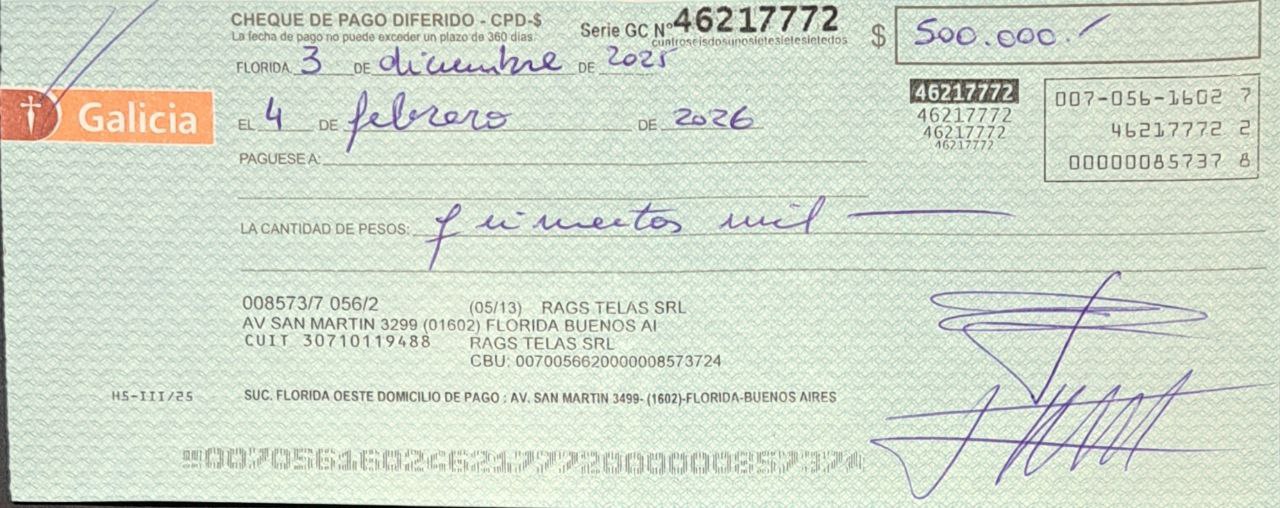 CHEQUE DE PAGO DIFERIDO - CPD-$
La fecha de pago no puede exceder un plazo de 360 días.
Serie GC Nº 46217772
cuatroseisdosunosietesietesietedos
$ 500.000.-
FLORIDA, 3 DE diciembre DE 2025
Galicia
EL 4 DE febrero DE 2026
46217772
46217772
46217772
46217772
007-056-1602 7
46217772 2
00000085737 8
PAGUESE A:
LA CANTIDAD DE PESOS: quinientos mil
008573/7 056/2 (05/13) RAGS TELAS SRL
AV SAN MARTIN 3299 (01602) FLORIDA BUENOS AI
CUIT 30710119488 RAGS TELAS SRL
CBU: 0070056620000008573724
HS-III/25
SUC. FLORIDA OESTE DOMICILIO DE PAGO : AV. SAN MARTIN 3499- (1602)-FLORIDA-BUENOS AIRES